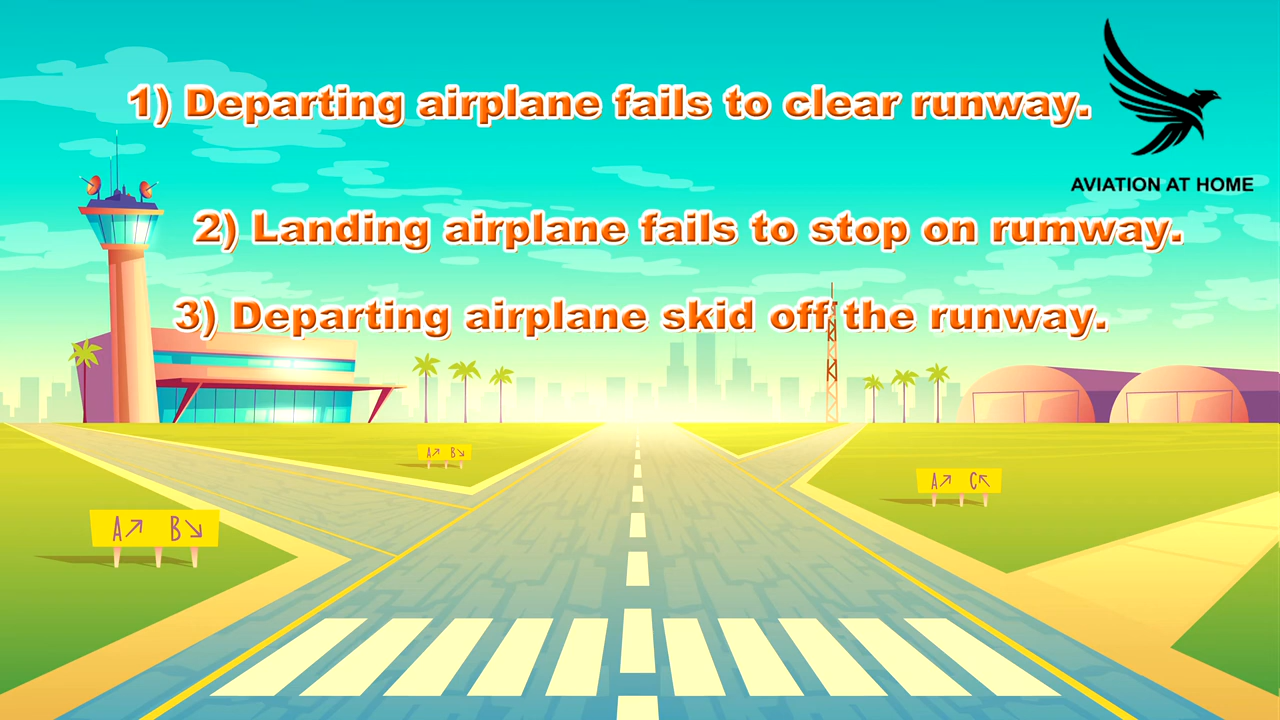 1) Departing airplane fails to clear runway.
AVIATION AT HOME
2) Landing airplane fails to stop on rumway.
3) Departing airplane skid off the runway.
A↗ B↘
A↗ C↖
A↗ B↘